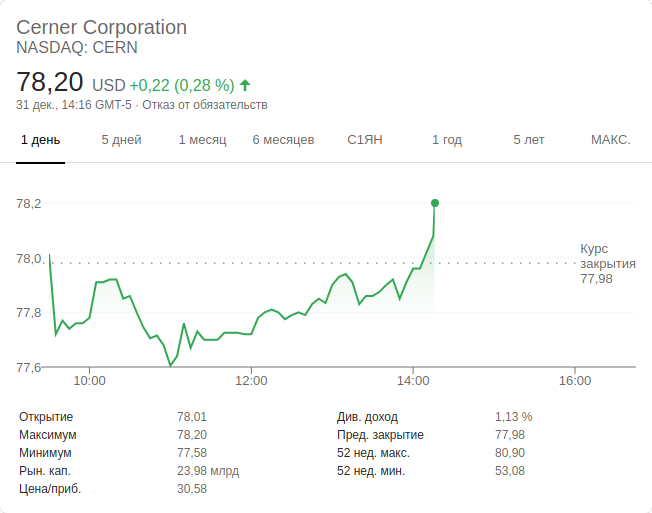 Cerner Corporation
NASDAQ: CERN
78,20 USD +0,22 (0,28 %)
31 дек., 14:16 GMT-5 · Отказ от обязательств
1 день 5 дней 1 месяц 6 месяцев С1ЯН 1 год 5 лет МАКС.
78,2
78,0
77,8
77,6
Курс
закрытия
77,98
10:00 12:00 14:00 16:00
Открытие 78,01 Див. доход 1,13 %
Максимум 78,20 Пред. закрытие 77,98
Минимум 77,58 52 нед. макс. 80,90
Рын. кап. 23,98 млрд 52 нед. мин. 53,08
Цена/приб. 30,58